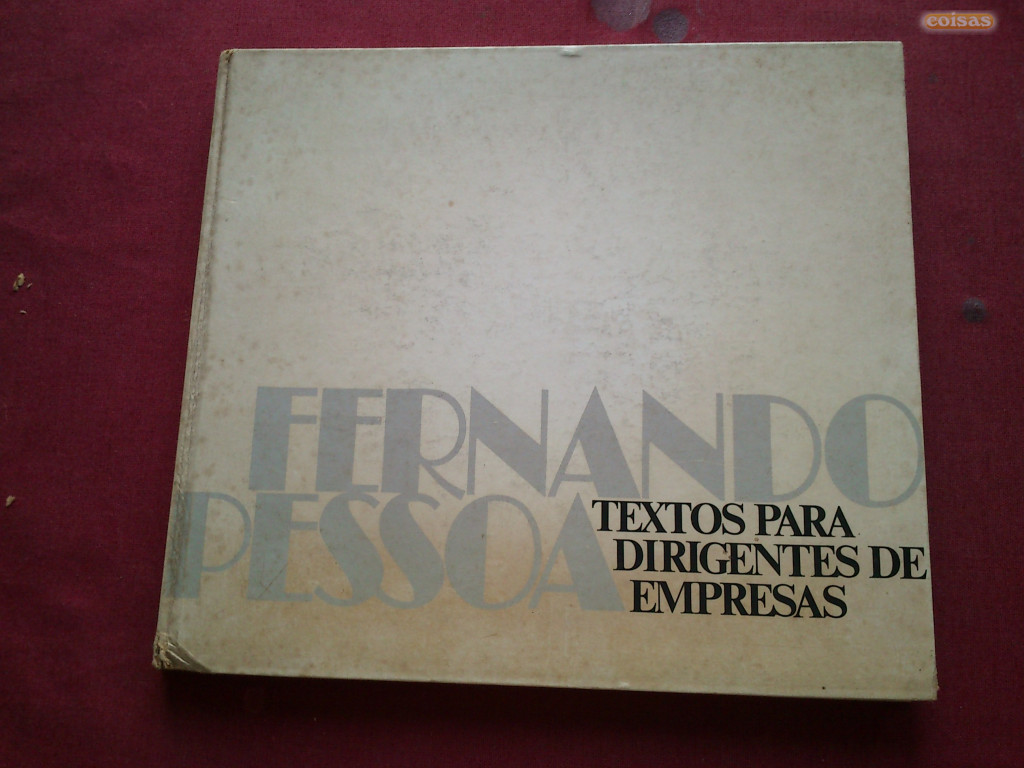 coisas
FERNANDO
PESSOA
TEXTOS PARA
DIRIGENTES DE
EMPRESAS